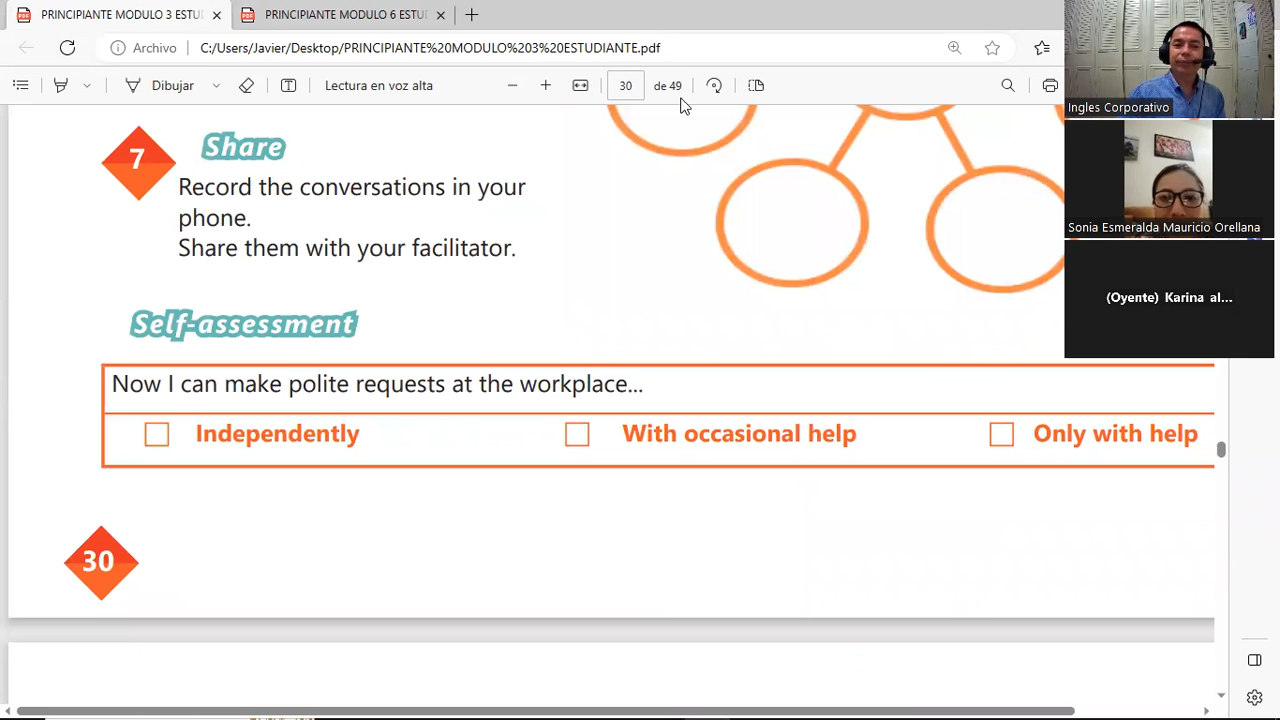 PRINCIPIANTE MODULO 3 ESTU
PRINCIPIANTE MODULO 6 ESTU
Archivo
C:/Users/Javier/Desktop/PRINCIPIANTE%20MODULO%203%20ESTUDIANTE.pdf
Dibujar
Lectura en voz alta
30
de 49
Ingles Corporativo
Sonia Esmeralda Mauricio Orellana
(Oyente) Karina al...
7
Share
Record the conversations in your
phone.
Share them with your facilitator.
Self-assessment
Now I can make polite requests at the workplace...
Independently
With occasional help
Only with help
30